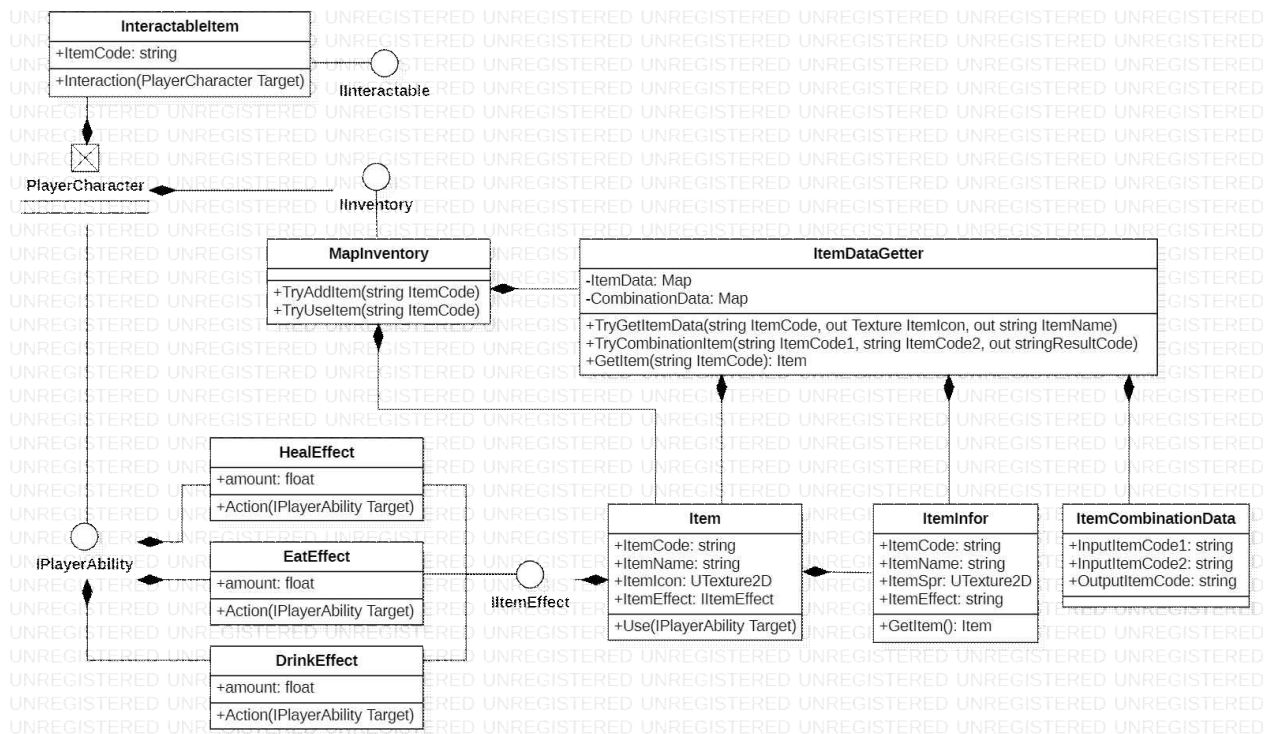 InteractableItem
+ItemCode: string
+Interaction(PlayerCharacter Target)
IInteractable
PlayerCharacter
IInventory
MapInventory
+TryAddItem(string ItemCode)
+TryUseItem(string ItemCode)
ItemDataGetter
-ItemData: Map
-CombinationData: Map
+TryGetItemData(string ItemCode, out Texture ItemIcon, out string ItemName)
+TryCombinationItem(string ItemCode1, string ItemCode2, out stringResultCode)
+GetItem(string ItemCode): Item
HealEffect
+amount: float
+Action(IPlayerAbility Target)
IPlayerAbility
EatEffect
+amount: float
+Action(IPlayerAbility Target)
DrinkEffect
+amount: float
+Action(IPlayerAbility Target)
IItemEffect
Item
+ItemCode: string
+ItemName: string
+ItemIcon: UTexture2D
+ItemEffect: IItemEffect
+Use(IPlayerAbility Target)
ItemInfor
+ItemCode: string
+ItemName: string
+ItemSpr: UTexture2D
+ItemEffect: string
+GetItem(): Item
ItemCombinationData
+InputItemCode1: string
+InputItemCode2: string
+OutputItemCode: string
UNREGISTERED